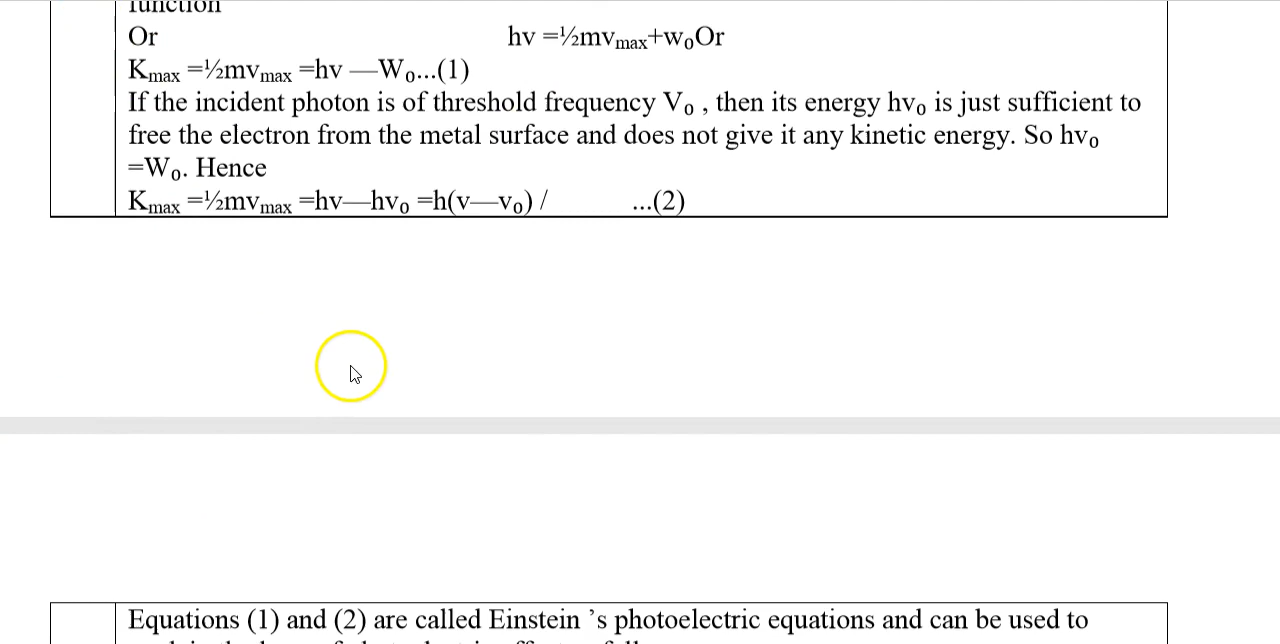 function
Or hv =½mvmax+w₀Or
Kmax =½mvmax =hv —W₀...(1)
If the incident photon is of threshold frequency V₀ , then its energy hv₀ is just sufficient to
free the electron from the metal surface and does not give it any kinetic energy. So hv₀
=W₀. Hence
Kmax =½mvmax =hv—hv₀ =h(v—v₀) / ...(2)
Equations (1) and (2) are called Einstein ’s photoelectric equations and can be used to